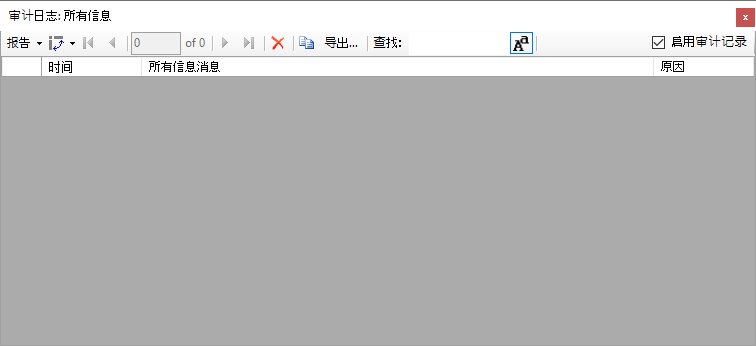 审计日志: 所有信息
x
报告 0 of 0 导出... 查找: Aa 启用审计记录
时间 所有信息消息 原因